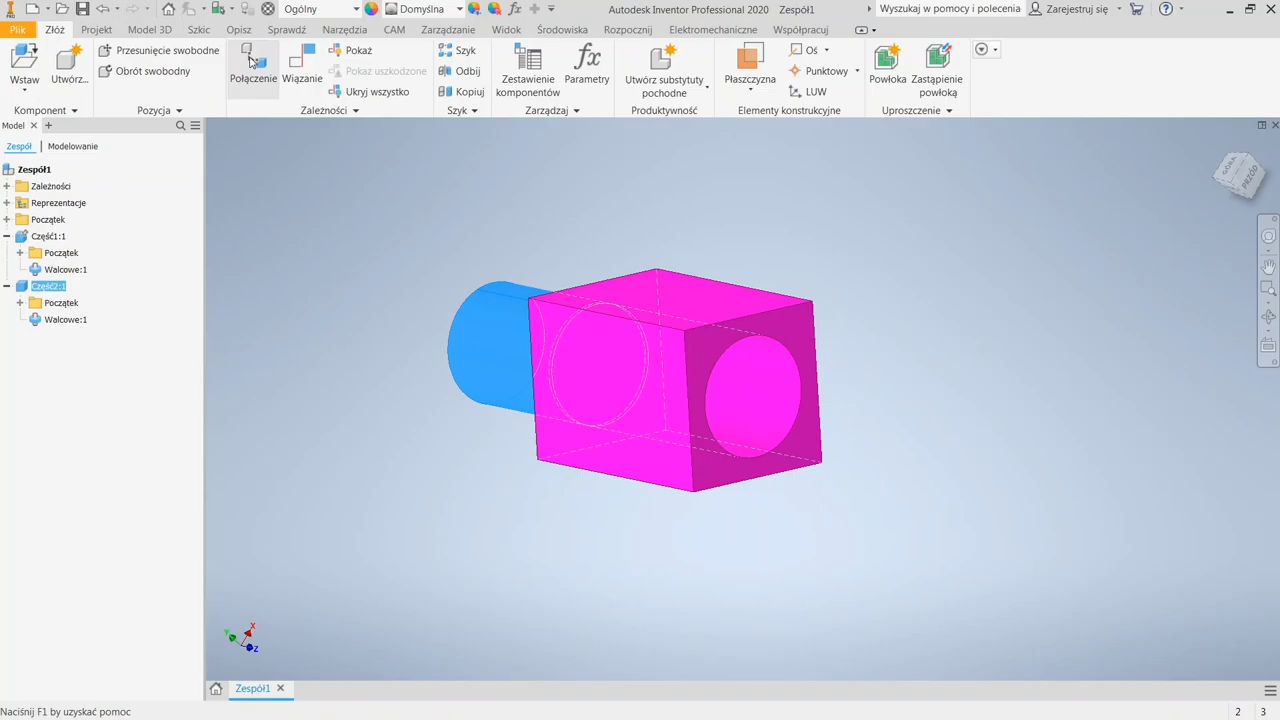 Ogólny
Domyślna
Autodesk Inventor Professional 2020 Zespół1
Wyszukaj w pomocy i polecenia
Zarejestruj się
Plik Złóż Projekt Model 3D Szkic Opisz Sprawdź Narzędzia CAM Zarządzanie Widok Środowiska Rozpocznij Elektromechaniczne Współpracuj
Wstaw
Utwórz...
Przesunięcie swobodne
Obrót swobodny
Połączenie
Wiązanie
Pokaż
Pokaż uszkodzone
Ukryj wszystko
Szyk
Odbij
Kopiuj
Zestawienie
komponentów
Parametry
Utwórz substytuty
pochodne
Płaszczyzna
Oś
Punktowy
LUW
Powłoka
Zastąpienie
powłoką
Komponent Pozycja Zależności Szyk Zarządzaj Produktywność Elementy konstrukcyjne Uproszczenie
Model
Zespół Modelowanie
Zespół1
Zależności
Reprezentacje
Początek
Część1:1
Początek
Walcowe:1
Część2:1
Początek
Walcowe:1
GÓRA
PRZÓD
X
Y
Z
Zespół1
Naciśnij F1 by uzyskać pomoc
2 3